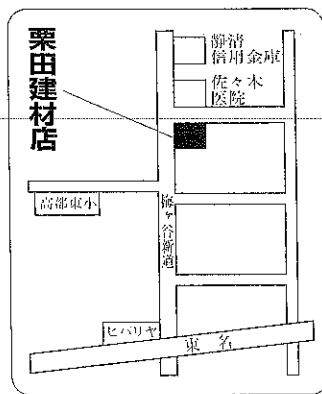 栗田建材店
静清
信用金庫
佐々木
医院
高部東小
梅ヶ谷新道
ヒバリヤ
東名